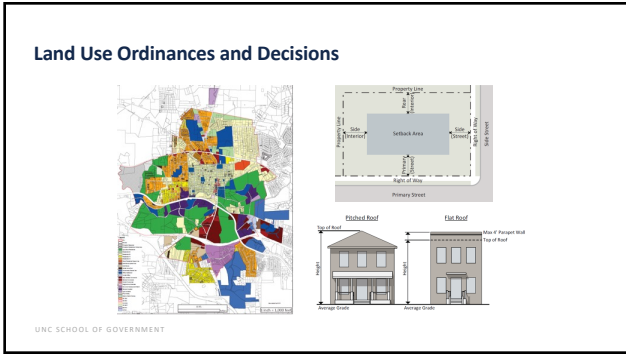 Land Use Ordinances and Decisions
Property Line
Property Line
Rear
(Interior)
Side
(Interior)
Setback Area
Side
(Street)
Right of Way
Side Street
Primary
(Street)
Right of Way
Primary Street
Pitched Roof
Flat Roof
Top of Roof
Max 4' Parapet Wall
Top of Roof
Height
Height
Average Grade
Average Grade
UNC SCHOOL OF GOVERNMENT